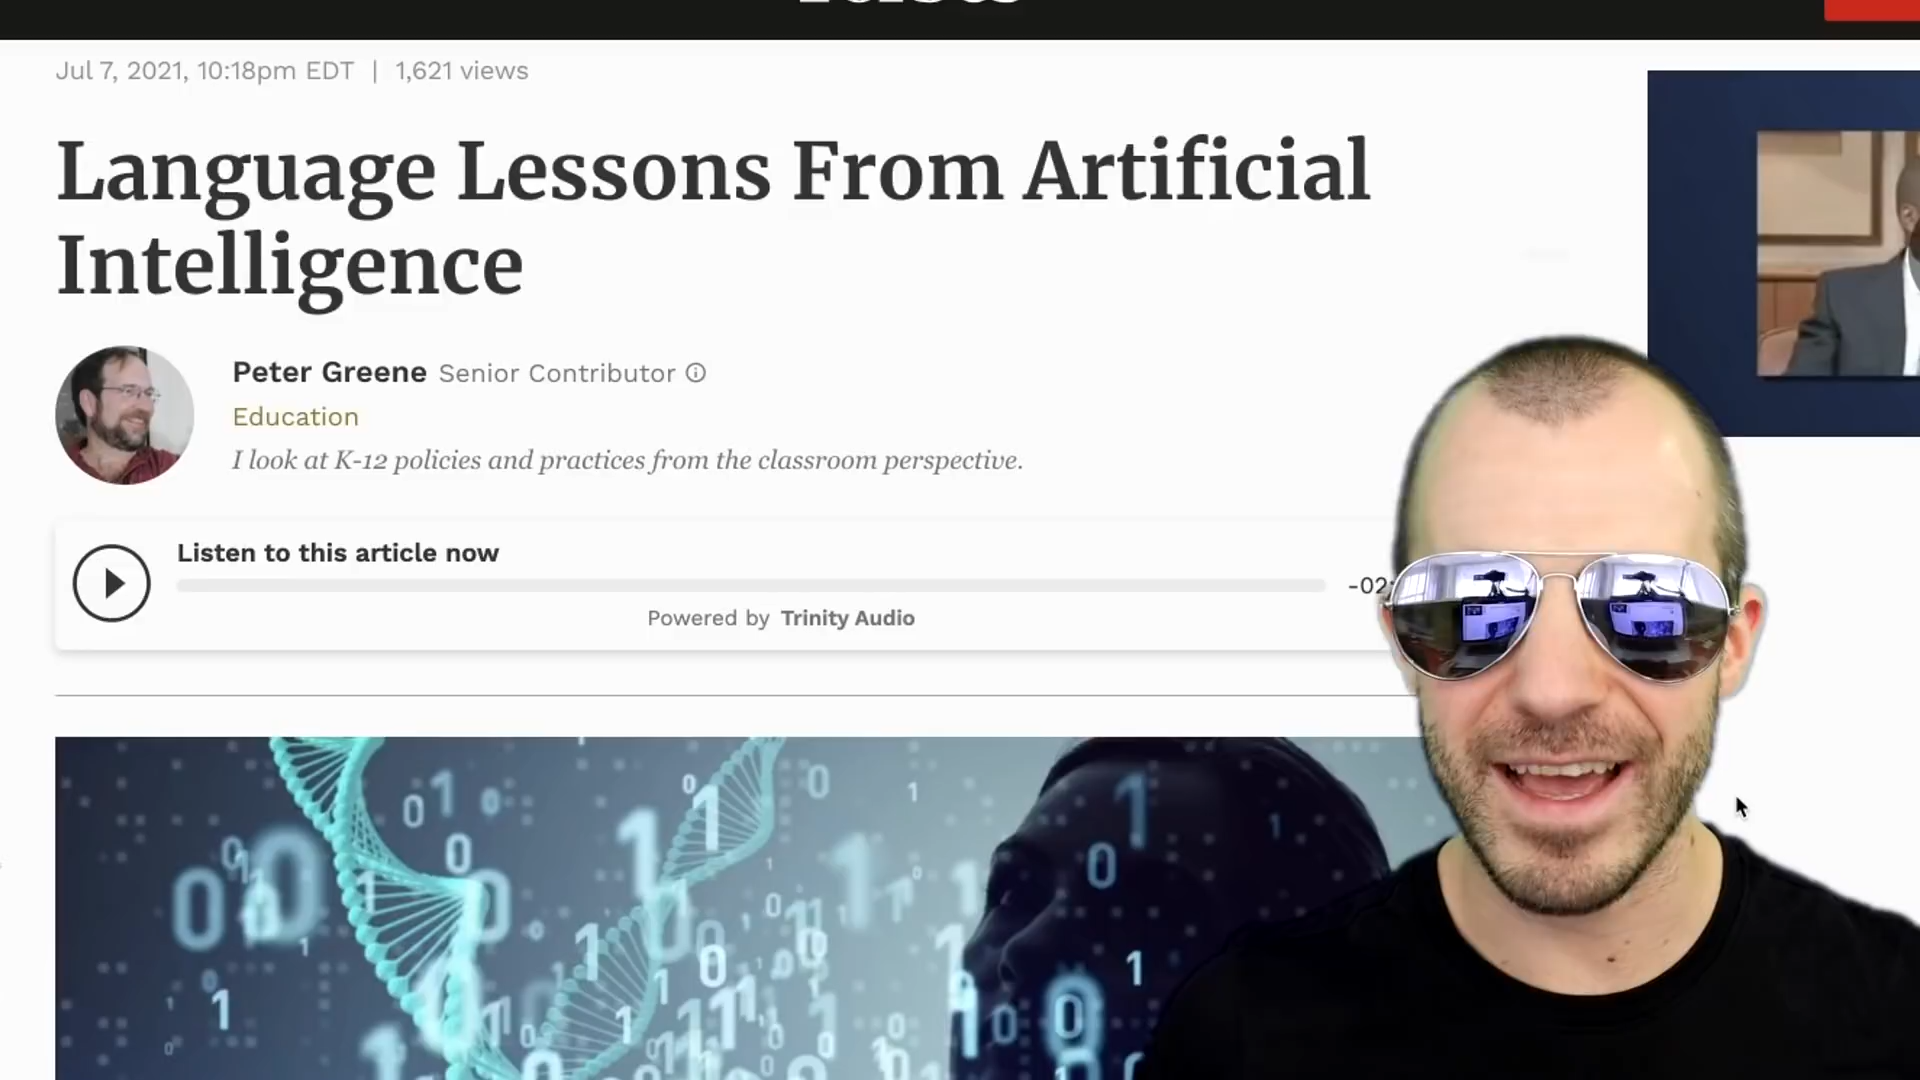 Jul 7, 2021, 10:18pm EDT | 1,621 views
Language Lessons From Artificial
Intelligence
Peter Greene Senior Contributor
Education
I look at K-12 policies and practices from the classroom perspective.
Listen to this article now
-02:
Powered by Trinity Audio